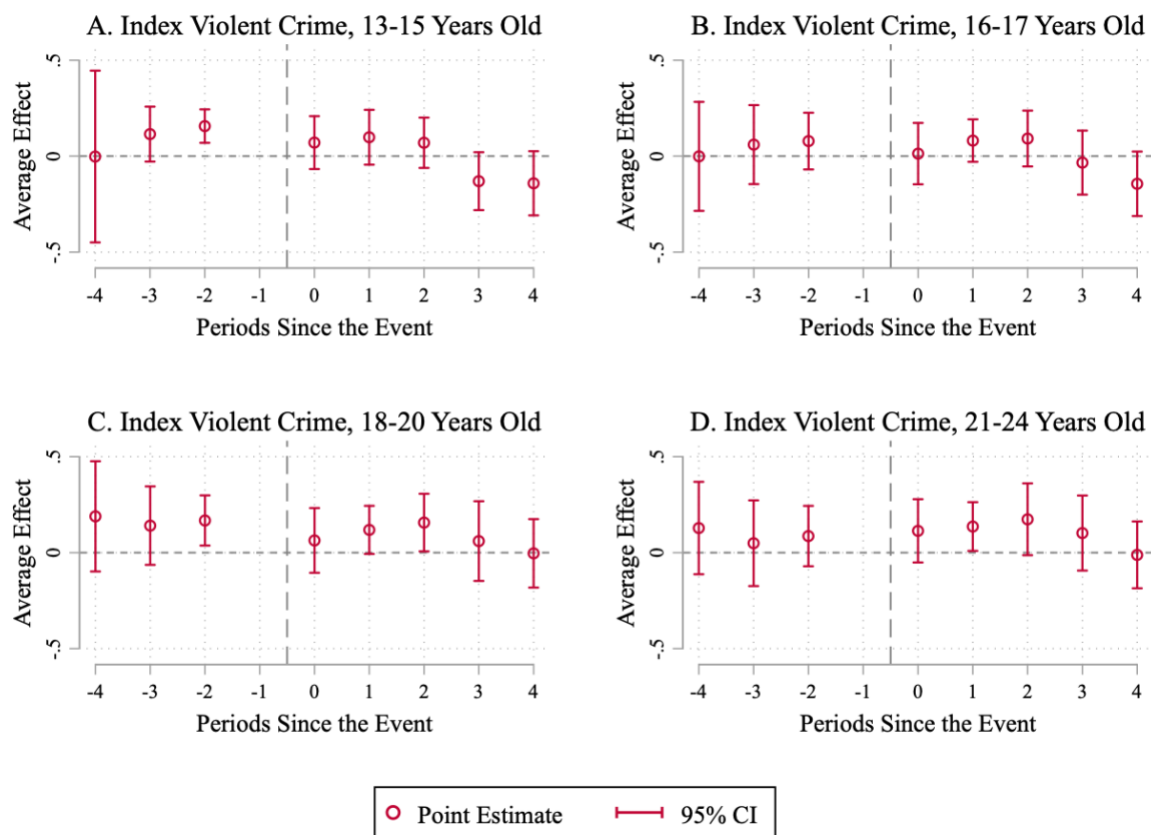 A. Index Violent Crime, 13-15 Years Old
Average Effect
.5
0
-.5
-4 -3 -2 -1 0 1 2 3 4
Periods Since the Event
B. Index Violent Crime, 16-17 Years Old
Average Effect
.5
0
-.5
-4 -3 -2 -1 0 1 2 3 4
Periods Since the Event
C. Index Violent Crime, 18-20 Years Old
Average Effect
.5
0
-.5
-4 -3 -2 -1 0 1 2 3 4
Periods Since the Event
D. Index Violent Crime, 21-24 Years Old
Average Effect
.5
0
-.5
-4 -3 -2 -1 0 1 2 3 4
Periods Since the Event
Point Estimate 95% CI